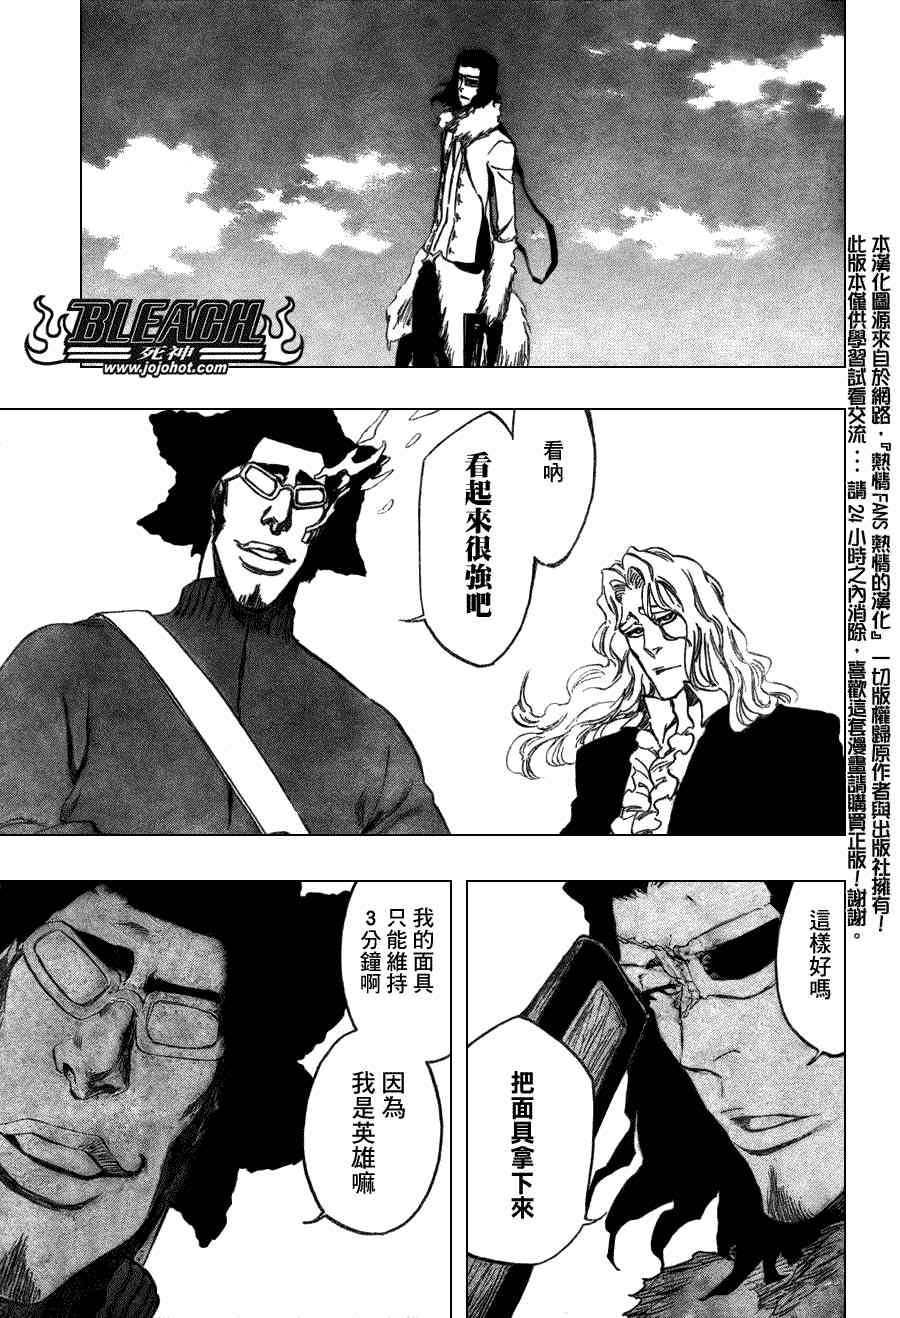 BLEACH
死神
www.jojohot.com
看吶
看起來很強吧
這樣好嗎
把面具拿下來
我的面具
只能維持
3分鐘啊
因為
我是英雄嘛
本漢化圖源來自於網路．『熱情FANS熱情的漢化』一切版權歸原作者與出版社擁有！
此版本僅供學習試看交流…請24小時之內消除．喜歡這套漫畫請購買正版！謝謝。